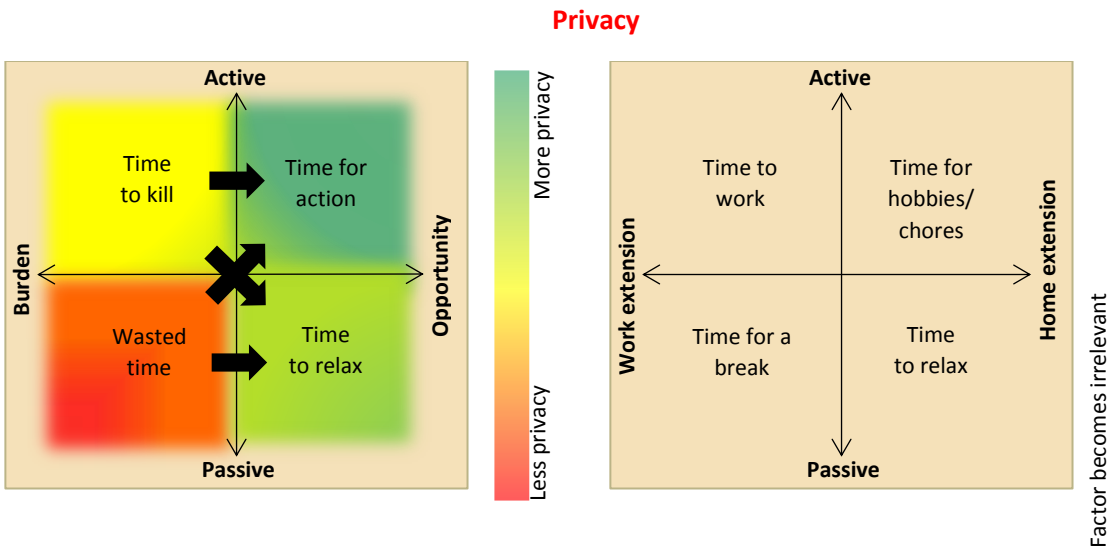 Privacy
Active
Time
to kill
Time for
action
Burden
Opportunity
Wasted
time
Time
to relax
Passive
More privacy
Less privacy
Active
Time to
work
Time for
hobbies/
chores
Work extension
Home extension
Time for a
break
Time
to relax
Passive
Factor becomes irrelevant